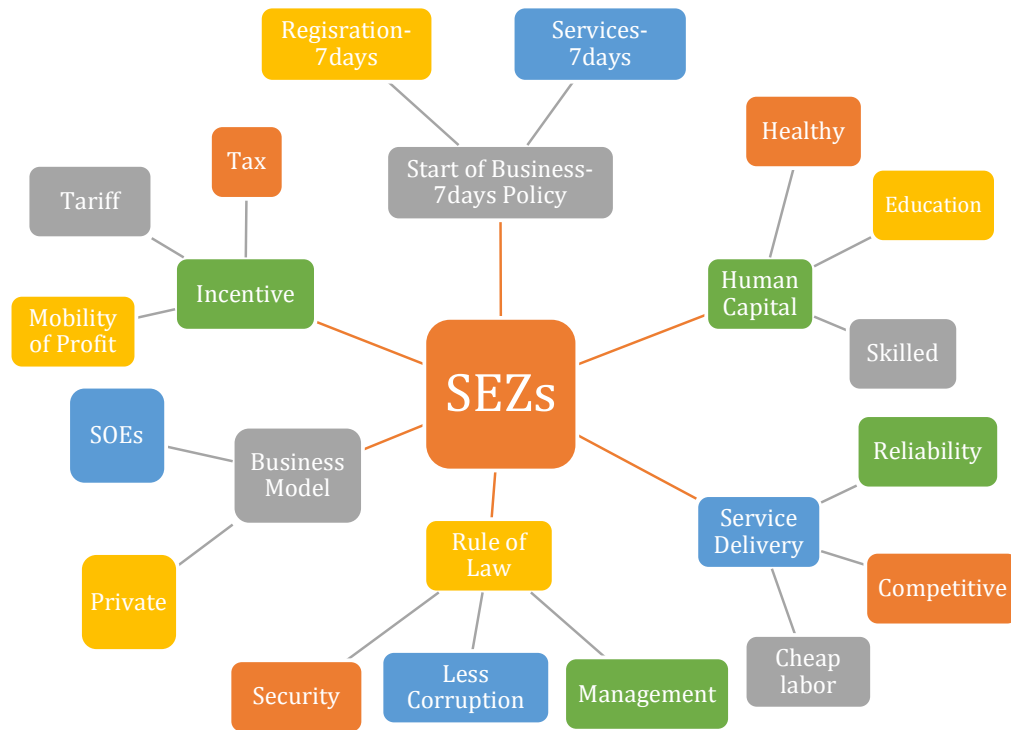 Regisration-
7days
Services-
7days
Healthy
Tax
Start of Business-
7days Policy
Tariff
Education
Incentive
Human
Capital
Mobility
of Profit
Skilled
SEZs
SOEs
Business
Model
Reliability
Service
Delivery
Rule of
Law
Private
Competitive
Security
Less
Corruption
Management
Cheap
labor